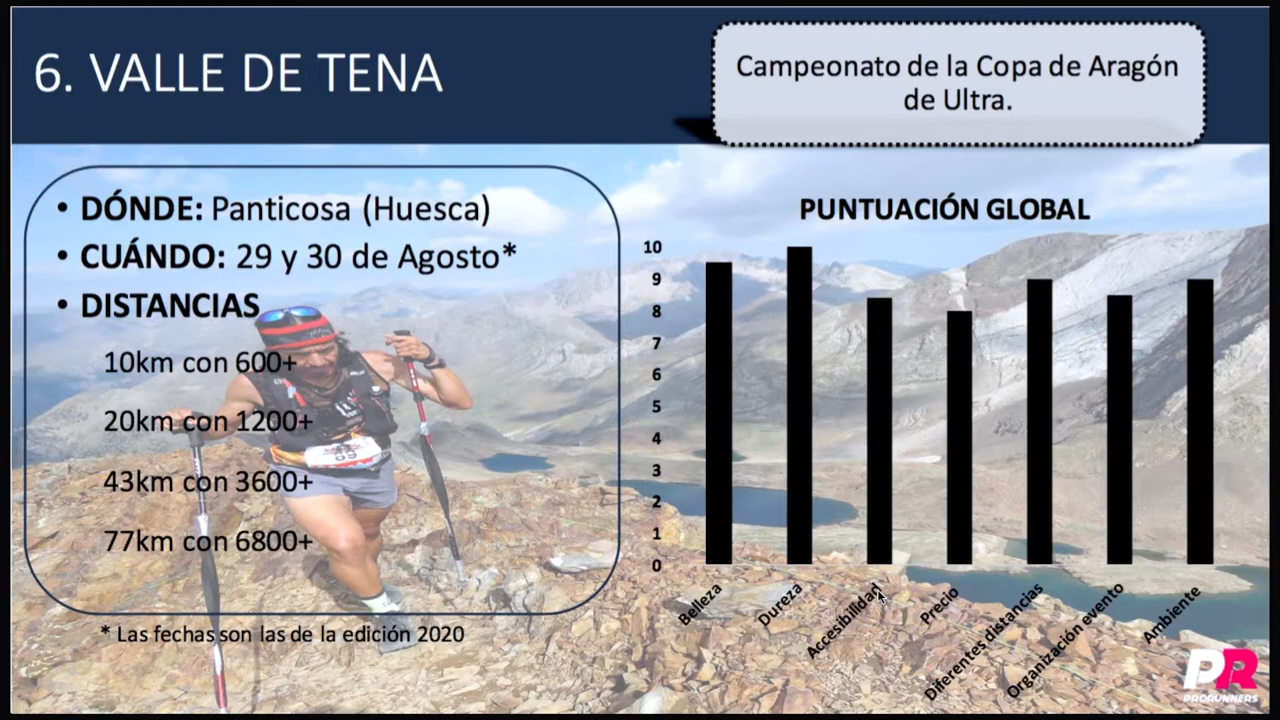 6. VALLE DE TENA
Campeonato de la Copa de Aragón
de Ultra.
• DÓNDE: Panticosa (Huesca)
• CUÁNDO: 29 y 30 de Agosto*
• DISTANCIAS
10km con 600+
20km con 1200+
43km con 3600+
77km con 6800+
* Las fechas son las de la edición 2020
PUNTUACIÓN GLOBAL
10
9
8
7
6
5
4
3
2
1
0
Belleza
Dureza
Accesibilidad
Precio
Diferentes distancias
Organización evento
Ambiente
PR
PRORUNNERS